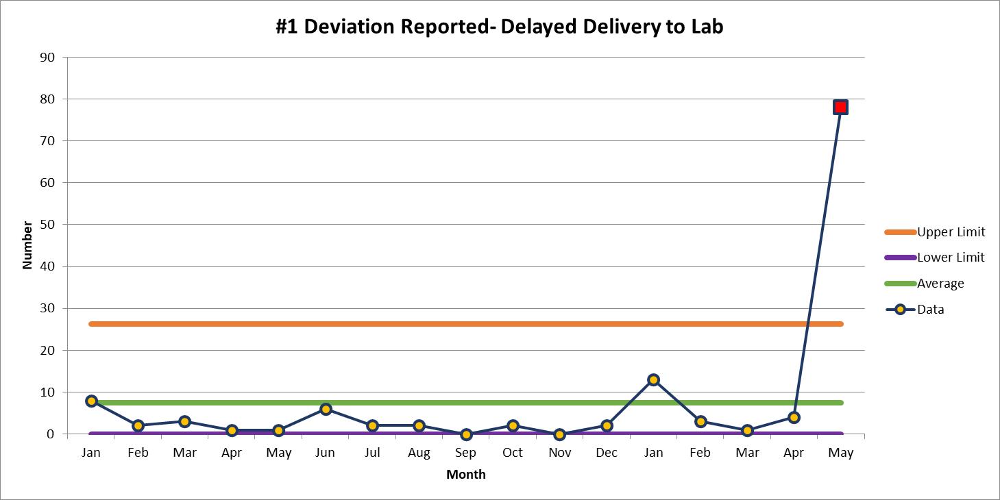 #1 Deviation Reported- Delayed Delivery to Lab
90
80
70
60
50
40
30
20
10
0
Number
Jan Feb Mar Apr May Jun Jul Aug Sep Oct Nov Dec Jan Feb Mar Apr May
Month
Upper Limit
Lower Limit
Average
Data